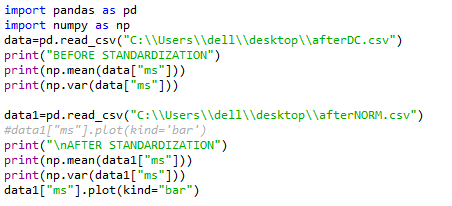 import pandas as pd
import numpy as np
data=pd.read_csv("C:\\Users\\dell\\desktop\\afterDC.csv")
print("BEFORE STANDARDIZATION")
print(np.mean(data["ms"]))
print(np.var(data["ms"]))
data1=pd.read_csv("C:\\Users\\dell\\desktop\\afterNORM.csv")
#data1["ms"].plot(kind='bar')
print("\nAFTER STANDARDIZATION")
print(np.mean(data1["ms"]))
print(np.var(data1["ms"]))
data1["ms"].plot(kind="bar")